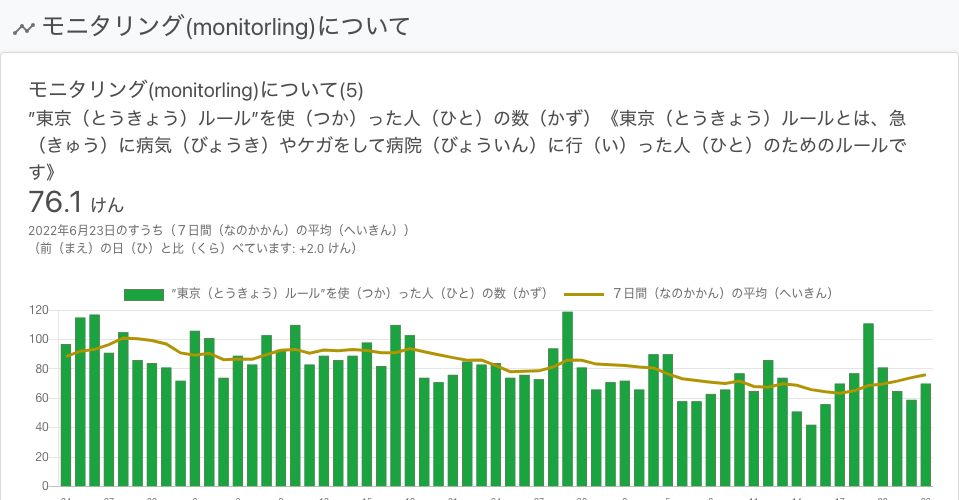 モニタリング(monitorling)について
モニタリング(monitorling)について(5)
”東京（とうきょう）ルール”を使（つか）った人（ひと）の数（かず）《東京（とうきょう）ルールとは、急
（きゅう）に病気（びょうき）やケガをして病院（びょういん）に行（い）った人（ひと）のためのルールで
す》
76.1 けん
2022年6月23日のすうち（７日間（なのかかん）の平均（へいきん））
（前（まえ）の日（ひ）と比（くら）べています: +2.0 けん）
”東京（とうきょう）ルール”を使（つか）った人（ひと）の数（かず） ７日間（なのかかん）の平均（へいきん）
120
100
80
60
40
20
0